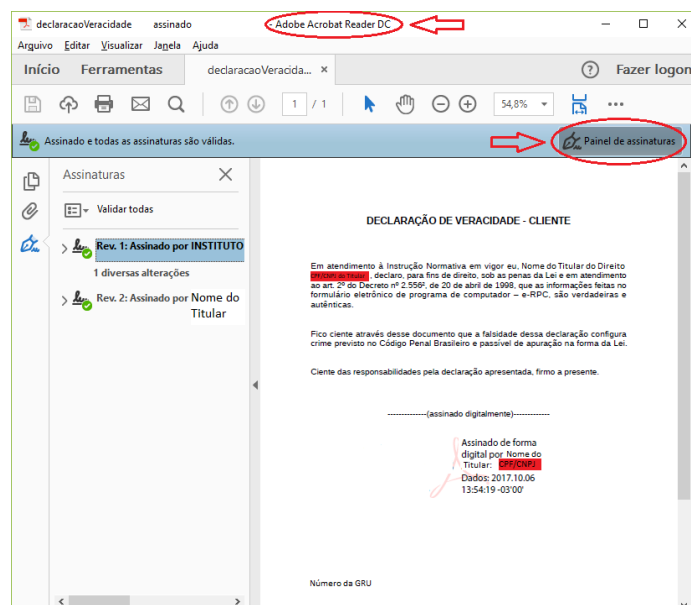 declaracaoVeracidade assinado - Adobe Acrobat Reader DC
Arquivo Editar Visualizar Janela Ajuda
Início Ferramentas declaracaoVeracida... × ? Fazer logon
1 / 1 54,8%
Assinado e todas as assinaturas são válidas. Painel de assinaturas
Assinaturas
Validar todas
Rev. 1: Assinado por INSTITUTO
1 diversas alterações
Rev. 2: Assinado por Nome do
Titular
DECLARAÇÃO DE VERACIDADE - CLIENTE
Em atendimento à Instrução Normativa em vigor eu, Nome do Titular do Direito
CPF/CNPJ do Titular, declaro, para fins de direito, sob as penas da Lei e em atendimento
ao art. 2º do Decreto nº 2.556², de 20 de abril de 1998, que as informações feitas no
formulário eletrônico de programa de computador – e-RPC, são verdadeiras e
autênticas.
Fico ciente através desse documento que a falsidade dessa declaração configura
crime previsto no Código Penal Brasileiro e passível de apuração na forma da Lei.
Ciente das responsabilidades pela declaração apresentada, firmo a presente.
--------------(assinado digitalmente)-------------
Assinado de forma
digital por Nome do
Titular: CPF/CNPJ
Dados: 2017.10.06
13:54:19 -03'00'
Número da GRU